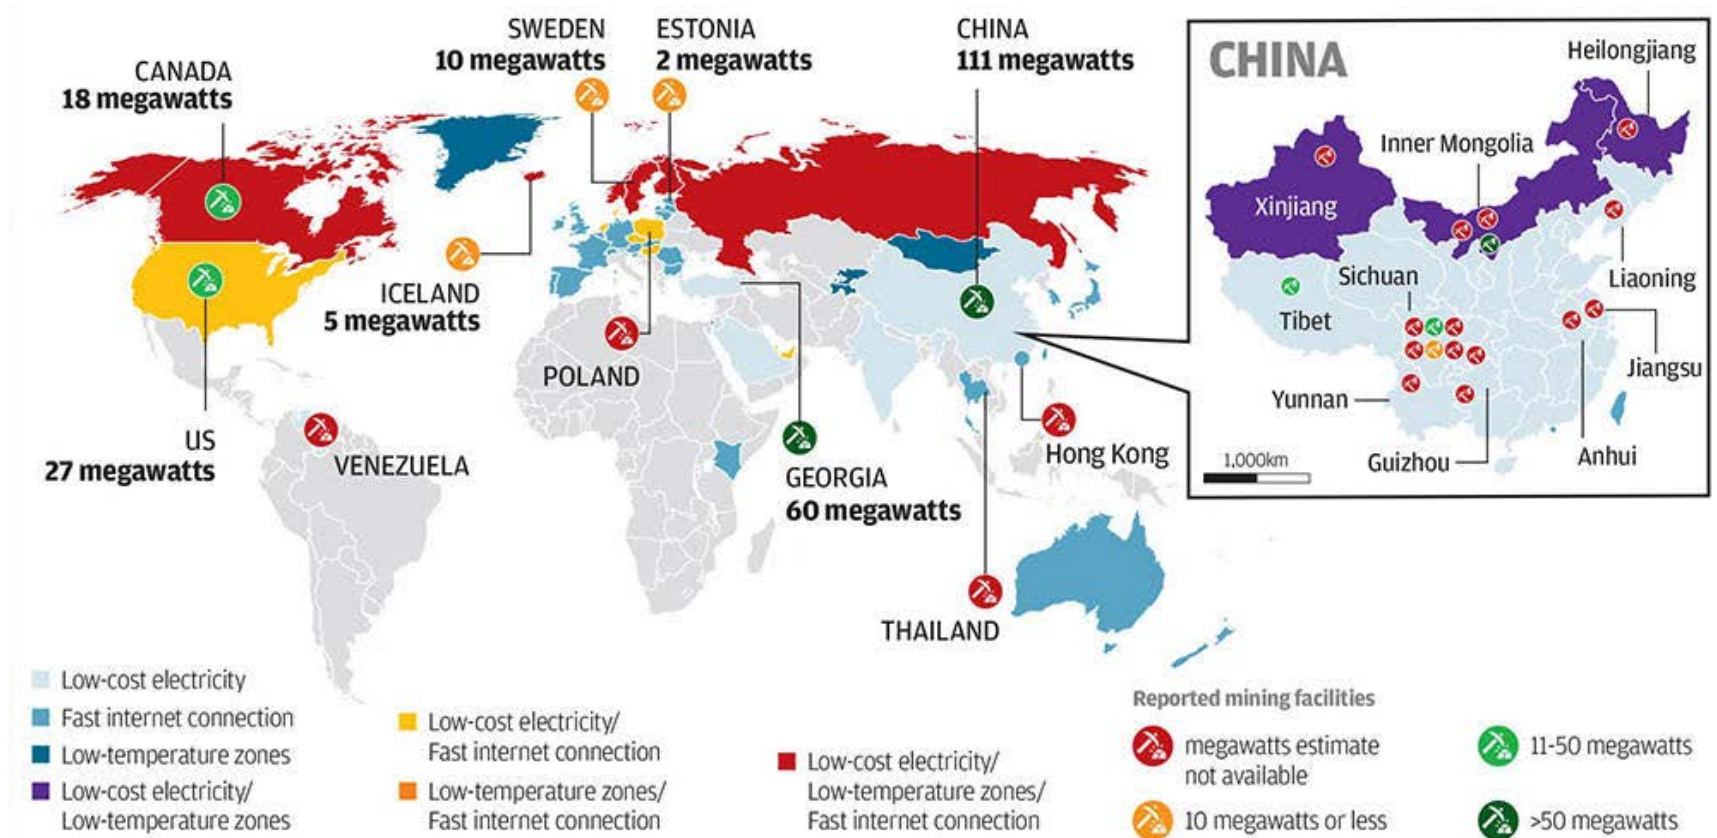 SWEDEN
10 megawatts
ESTONIA
2 megawatts
CHINA
111 megawatts
CANADA
18 megawatts
ICELAND
5 megawatts
POLAND
US
27 megawatts
VENEZUELA
GEORGIA
60 megawatts
Hong Kong
THAILAND
CHINA
Heilongjiang
Inner Mongolia
Xinjiang
Sichuan
Liaoning
Tibet
Jiangsu
Yunnan
1,000km
Guizhou
Anhui
Low-cost electricity
Fast internet connection
Low-temperature zones
Low-cost electricity/
Low-temperature zones
Low-cost electricity/
Fast internet connection
Low-temperature zones/
Fast internet connection
Low-cost electricity/
Low-temperature zones/
Fast internet connection
Reported mining facilities
megawatts estimate
not available
10 megawatts or less
11-50 megawatts
>50 megawatts